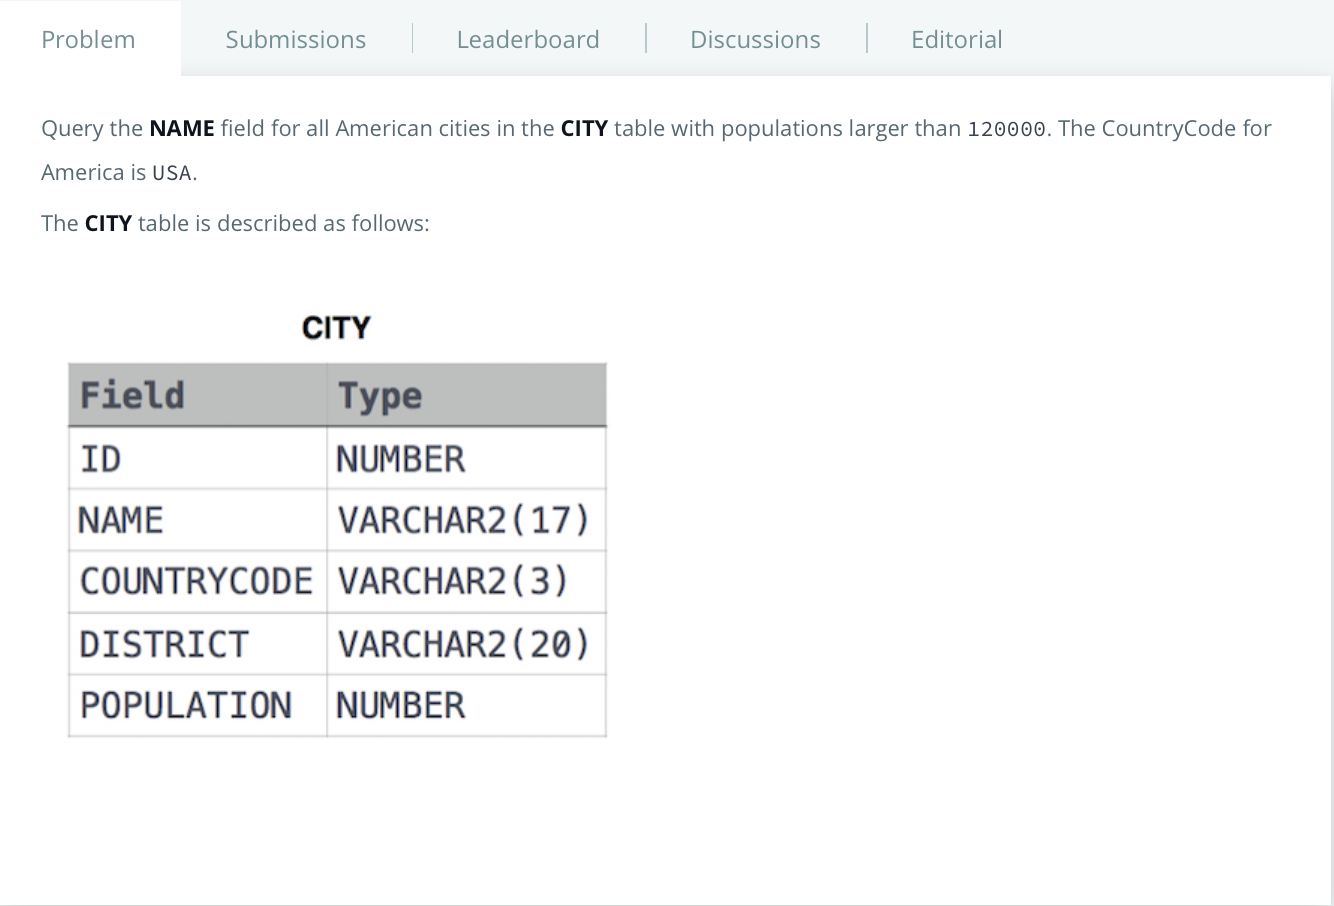 Problem Submissions Leaderboard Discussions Editorial
Query the NAME field for all American cities in the CITY table with populations larger than 120000. The CountryCode for
America is USA.
The CITY table is described as follows:
CITY
Field Type
ID NUMBER
NAME VARCHAR2(17)
COUNTRYCODE VARCHAR2(3)
DISTRICT VARCHAR2(20)
POPULATION NUMBER